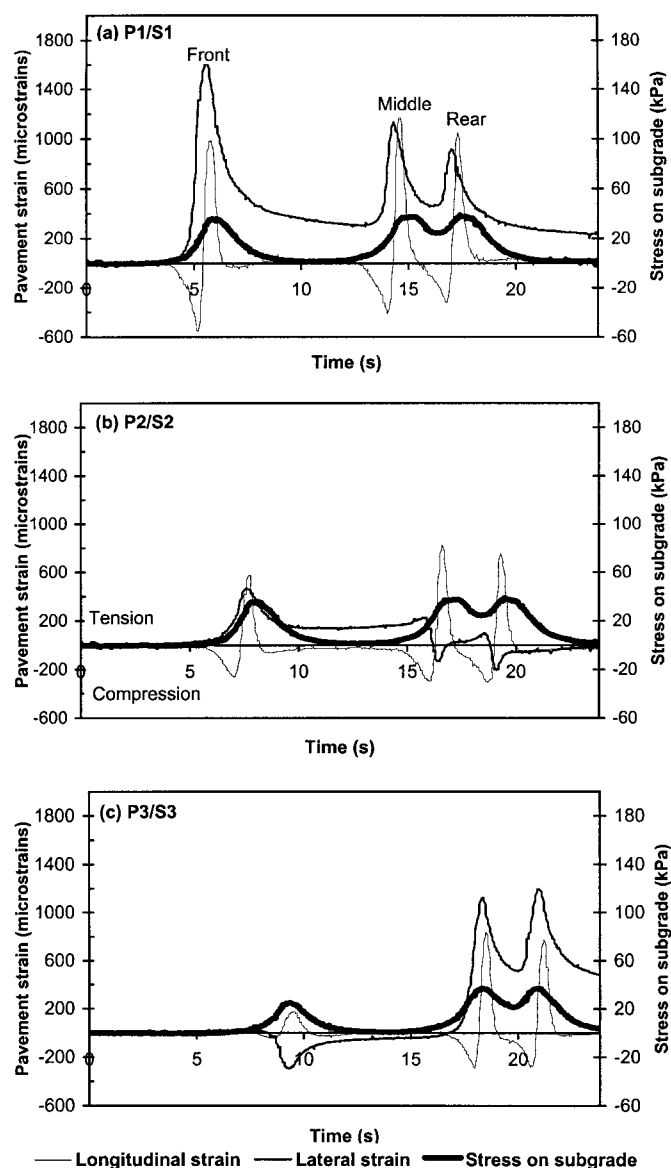 (a) P1/S1
Front
Middle
Rear
Pavement strain (microstrains)
1800
1400
1000
600
200
-200
-600
180
140
100
60
20
-20
-60
Stress on subgrade (kPa)
0 5 10 15 20
Time (s)
(b) P2/S2
Pavement strain (microstrains)
1800
1400
1000
600
200
-200
-600
Tension
Compression
180
140
100
60
20
-20
-60
Stress on subgrade (kPa)
0 5 10 15 20
Time (s)
(c) P3/S3
Pavement strain (microstrains)
1800
1400
1000
600
200
-200
-600
180
140
100
60
20
-20
-60
Stress on subgrade (kPa)
0 5 10 15 20
Time (s)
Longitudinal strain Lateral strain Stress on subgrade